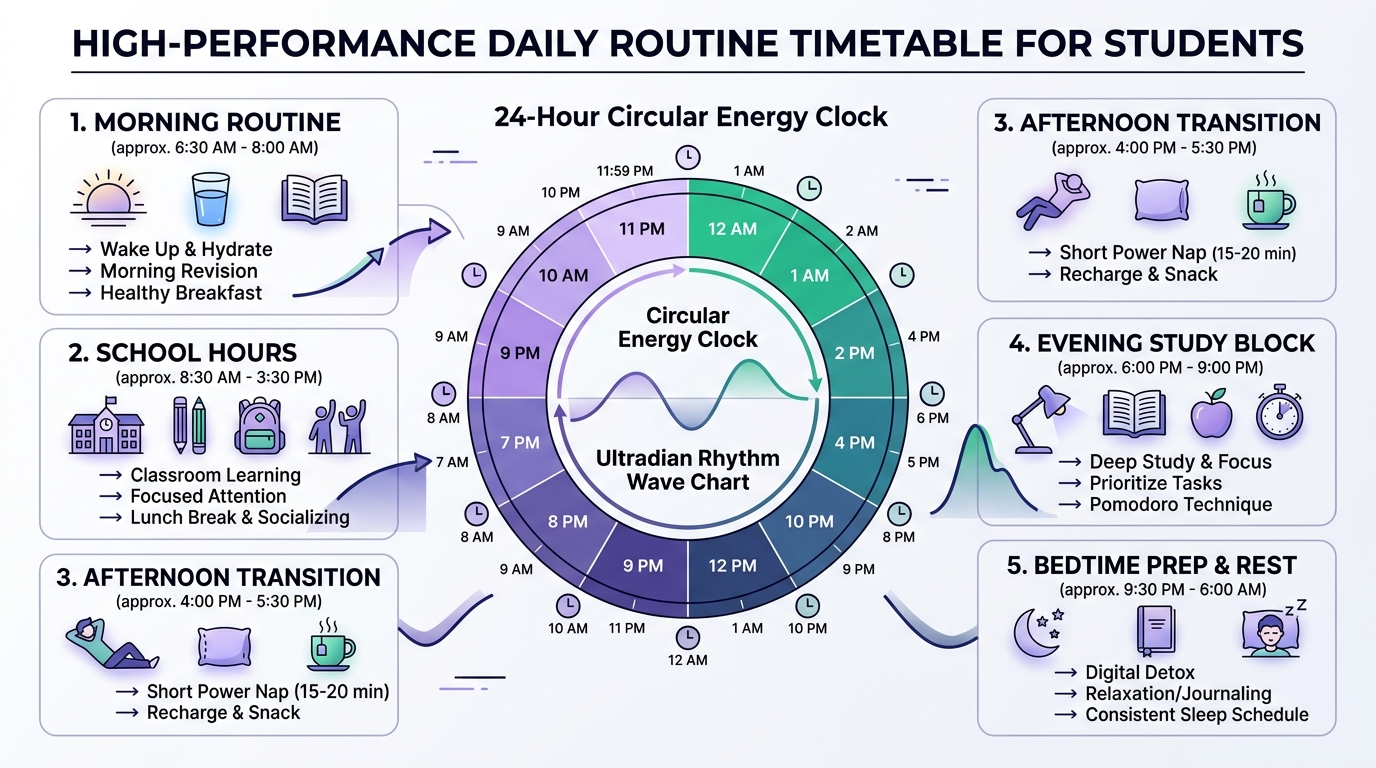 HIGH-PERFORMANCE DAILY ROUTINE TIMETABLE FOR STUDENTS
1. MORNING ROUTINE
(approx. 6:30 AM - 8:00 AM)
→ Wake Up & Hydrate
→ Morning Revision
→ Healthy Breakfast
2. SCHOOL HOURS
(approx. 8:30 AM - 3:30 PM)
→ Classroom Learning
→ Focused Attention
→ Lunch Break & Socializing
3. AFTERNOON TRANSITION
(approx. 4:00 PM - 5:30 PM)
→ Short Power Nap (15-20 min)
→ Recharge & Snack
24-Hour Circular Energy Clock
11:59 PM
1 AM
10 PM
9 AM
2 AM
9 AM
4 PM
8 AM
6 PM
7 AM
5 PM
8 AM
8 PM
9 AM
9 PM
10 AM
11 PM
12 AM
1 AM
10 PM
11 PM
12 AM
10 AM
1 AM
9 PM
2 PM
7 PM
4 PM
8 PM
10 PM
9 PM
12 PM
Circular
Energy Clock
Ultradian Rhythm
Wave Chart
3. AFTERNOON TRANSITION
(approx. 4:00 PM - 5:30 PM)
→ Short Power Nap (15-20 min)
→ Recharge & Snack
4. EVENING STUDY BLOCK
(approx. 6:00 PM - 9:00 PM)
→ Deep Study & Focus
→ Prioritize Tasks
→ Pomodoro Technique
5. BEDTIME PREP & REST
(approx. 9:30 PM - 6:00 AM)
z z
→ Digital Detox
→ Relaxation/Journaling
→ Consistent Sleep Schedule